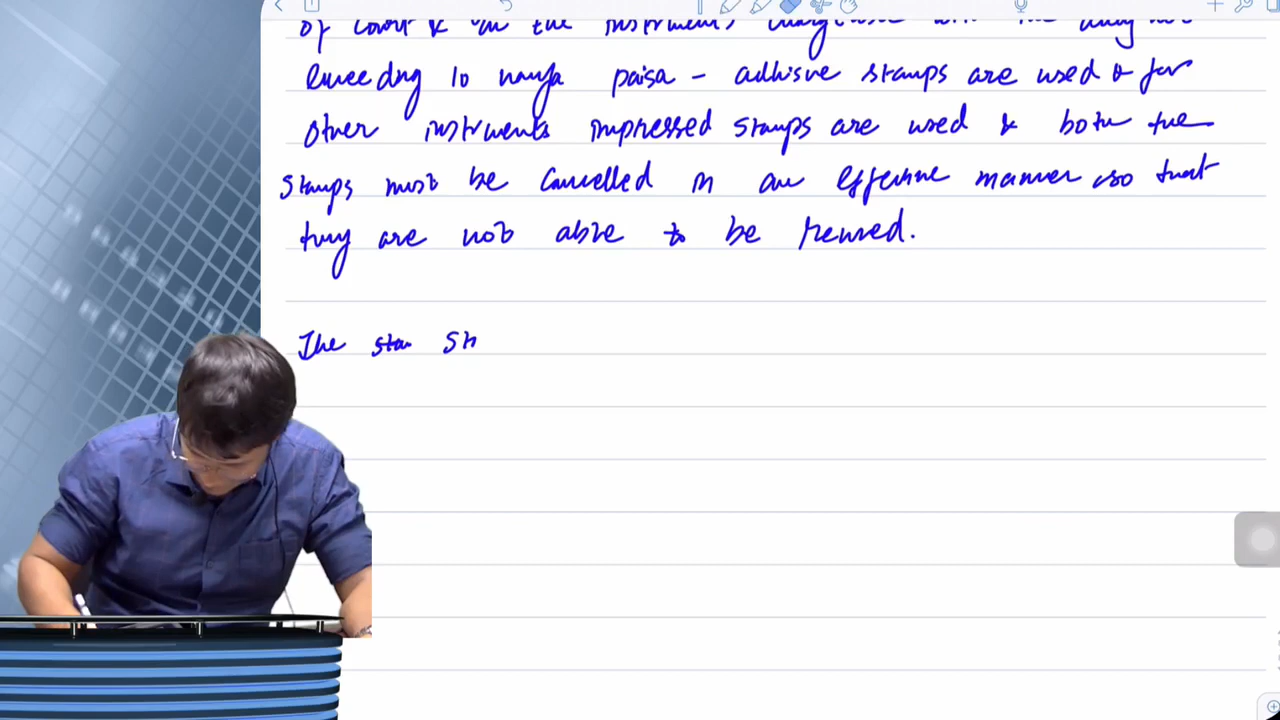 of court & on the instruments chargeable with the duty not
Exceeding 10 naya paisa - adhisve stamps are used & for
other instruments impressed stamps are used & both the
stamps must be cancelled in an effective manner so that
they are not able to be reused.
The stam St